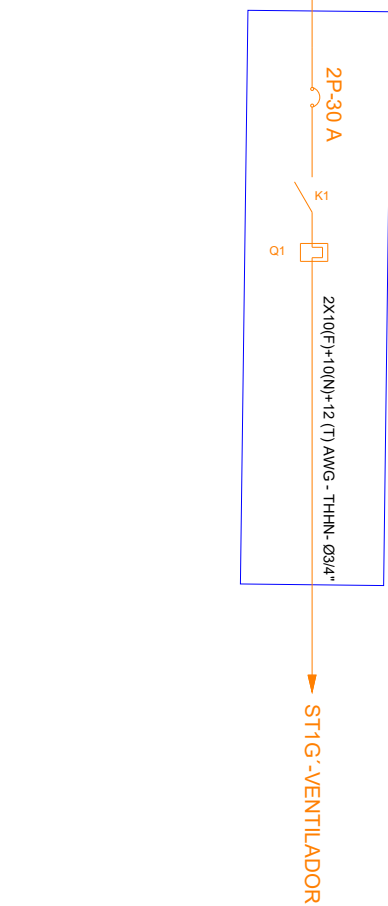 2P-30 A
K1
Q1
2X10(F)+10(N)+12 (T) AWG - THHN- Ø3/4"
ST1G´-VENTILADOR